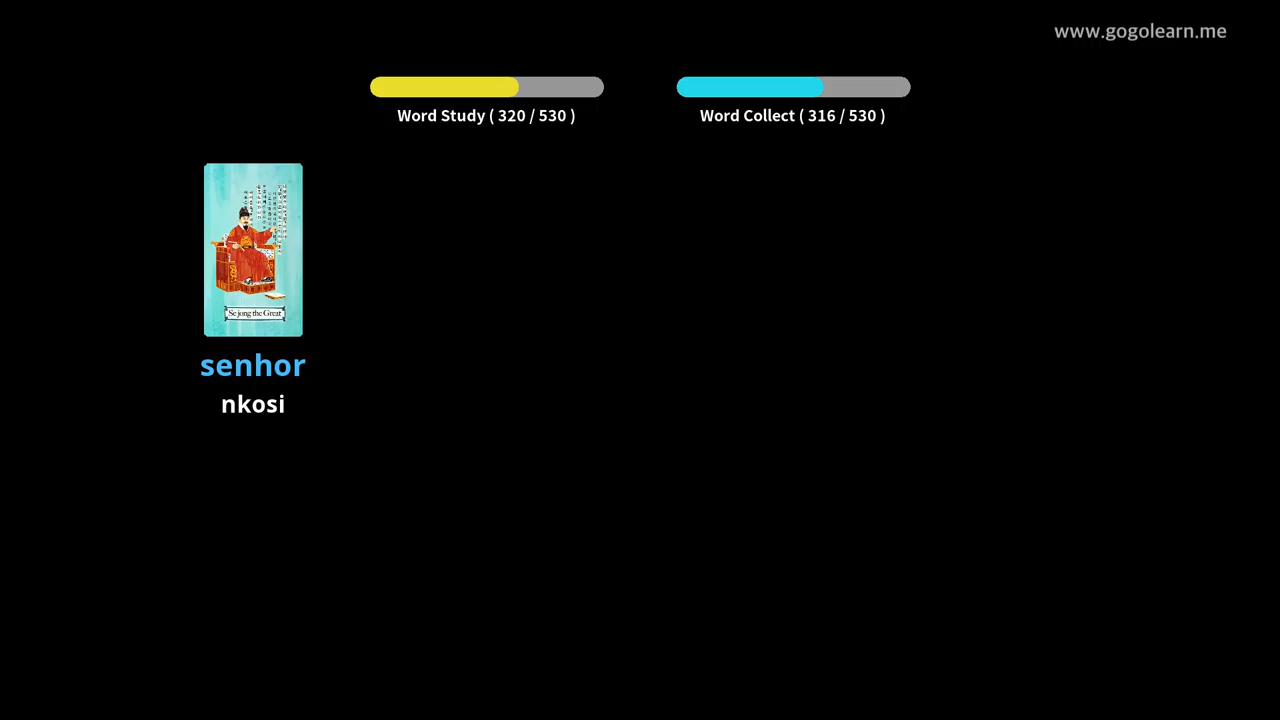 www.gogolearn.me
Word Study ( 320 / 530 )
Word Collect ( 316 / 530 )
Sejong the Great
senhor
nkosi